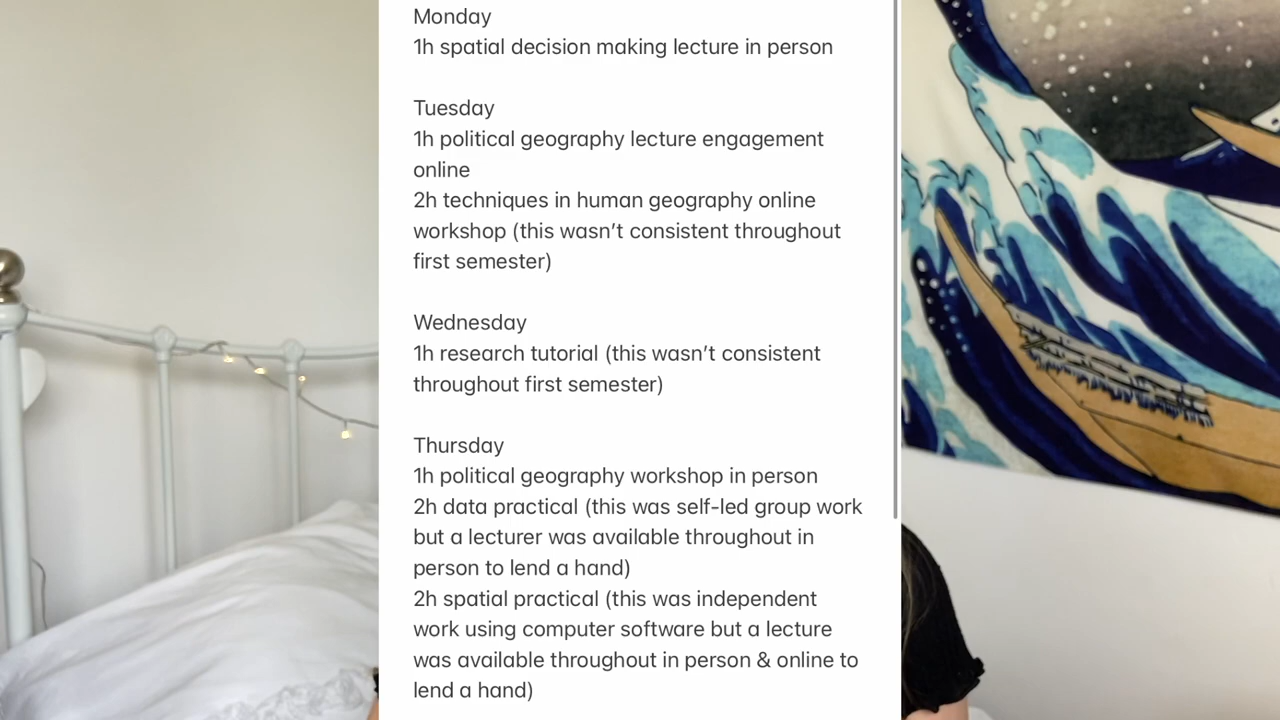 Monday
1h spatial decision making lecture in person
Tuesday
1h political geography lecture engagement
online
2h techniques in human geography online
workshop (this wasn’t consistent throughout
first semester)
Wednesday
1h research tutorial (this wasn’t consistent
throughout first semester)
Thursday
1h political geography workshop in person
2h data practical (this was self-led group work
but a lecturer was available throughout in
person to lend a hand)
2h spatial practical (this was independent
work using computer software but a lecture
was available throughout in person & online to
lend a hand)